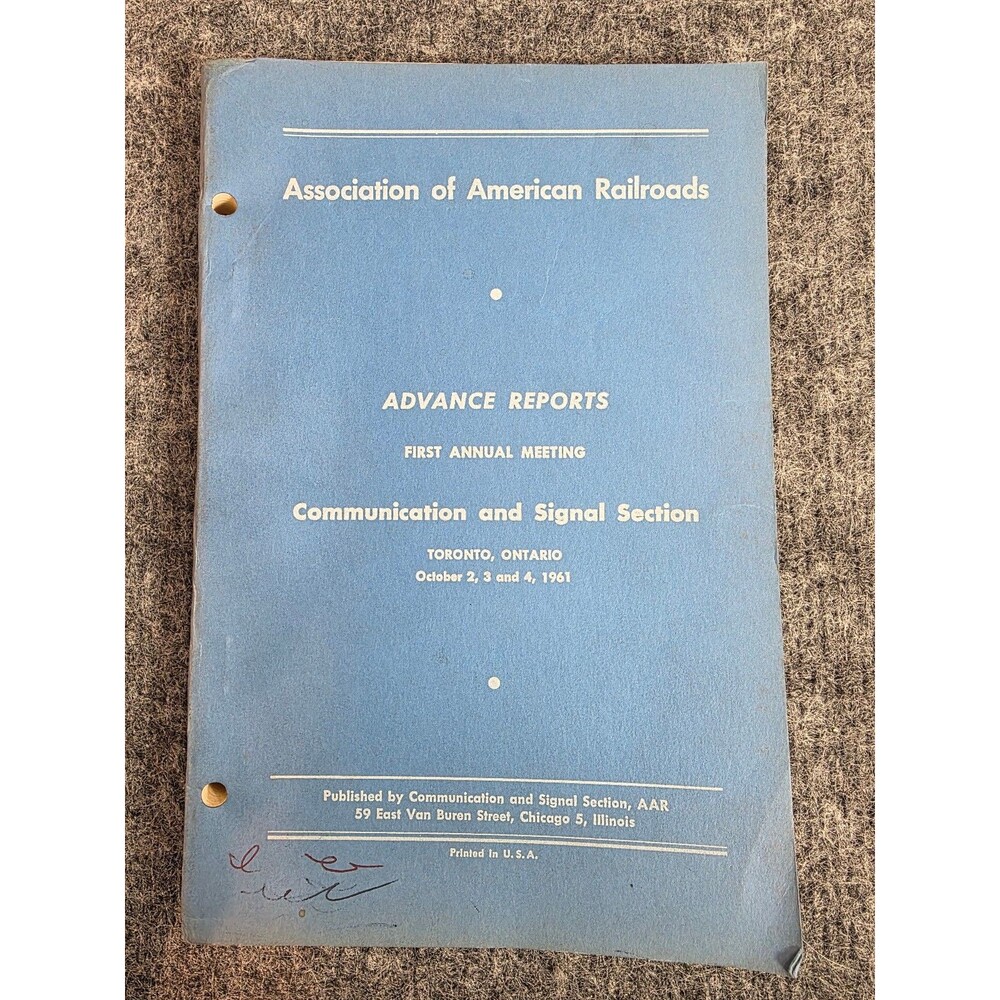 Association of American Railroads
ADVANCE REPORTS
FIRST ANNUAL MEETING
Communication and Signal Section
TORONTO, ONTARIO
October 2, 3 and 4, 1961
Published by Communication and Signal Section, AAR
59 East Van Buren Street, Chicago 5, Illinois
Printed In U. S. A.